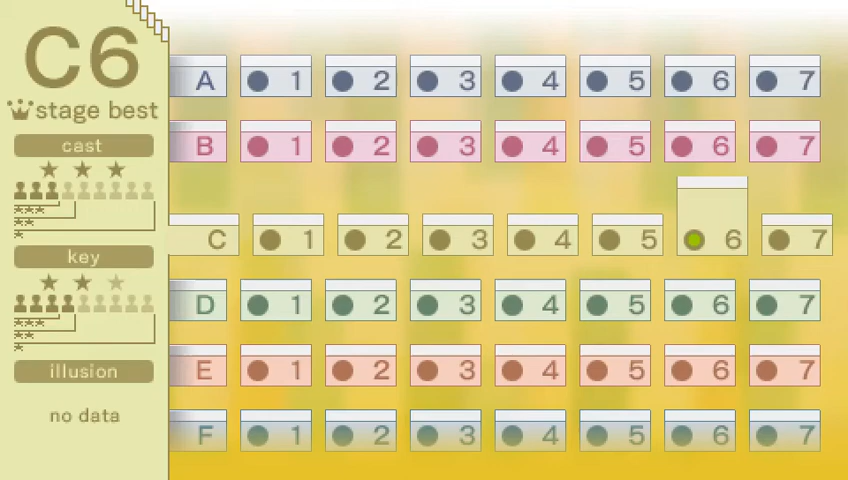 C6
stage best
cast
★ ★ ★
***
**
*
key
★ ★ ★
***
**
*
illusion
no data
A 1 2 3 4 5 6 7
B 1 2 3 4 5 6 7
C 1 2 3 4 5 6 7
D 1 2 3 4 5 6 7
E 1 2 3 4 5 6 7
F 1 2 3 4 5 6 7